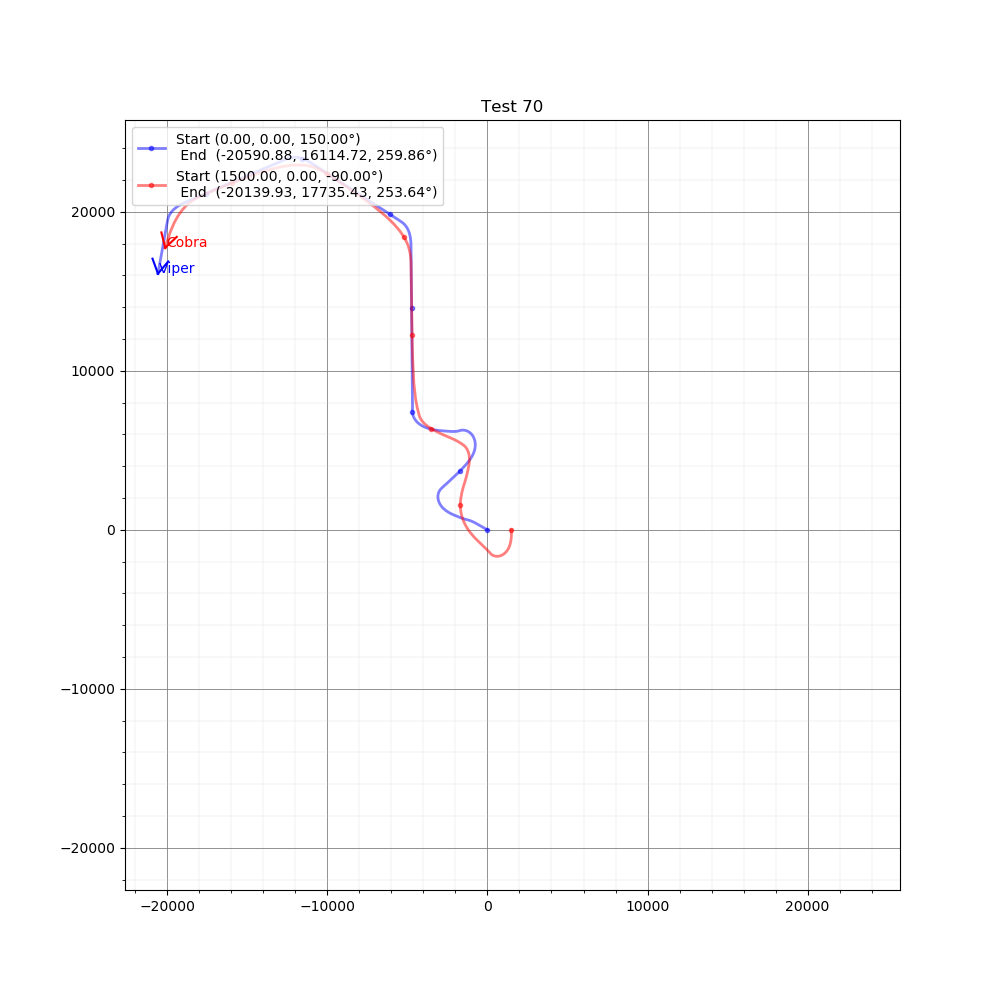 Test 70
Start (0.00, 0.00, 150.00°)
End  (-20590.88, 16114.72, 259.86°)
Start (1500.00, 0.00, -90.00°)
End  (-20139.93, 17735.43, 253.64°)
20000
Cobra
Viper
10000
0
−10000
−20000
−20000 −10000 0 10000 20000